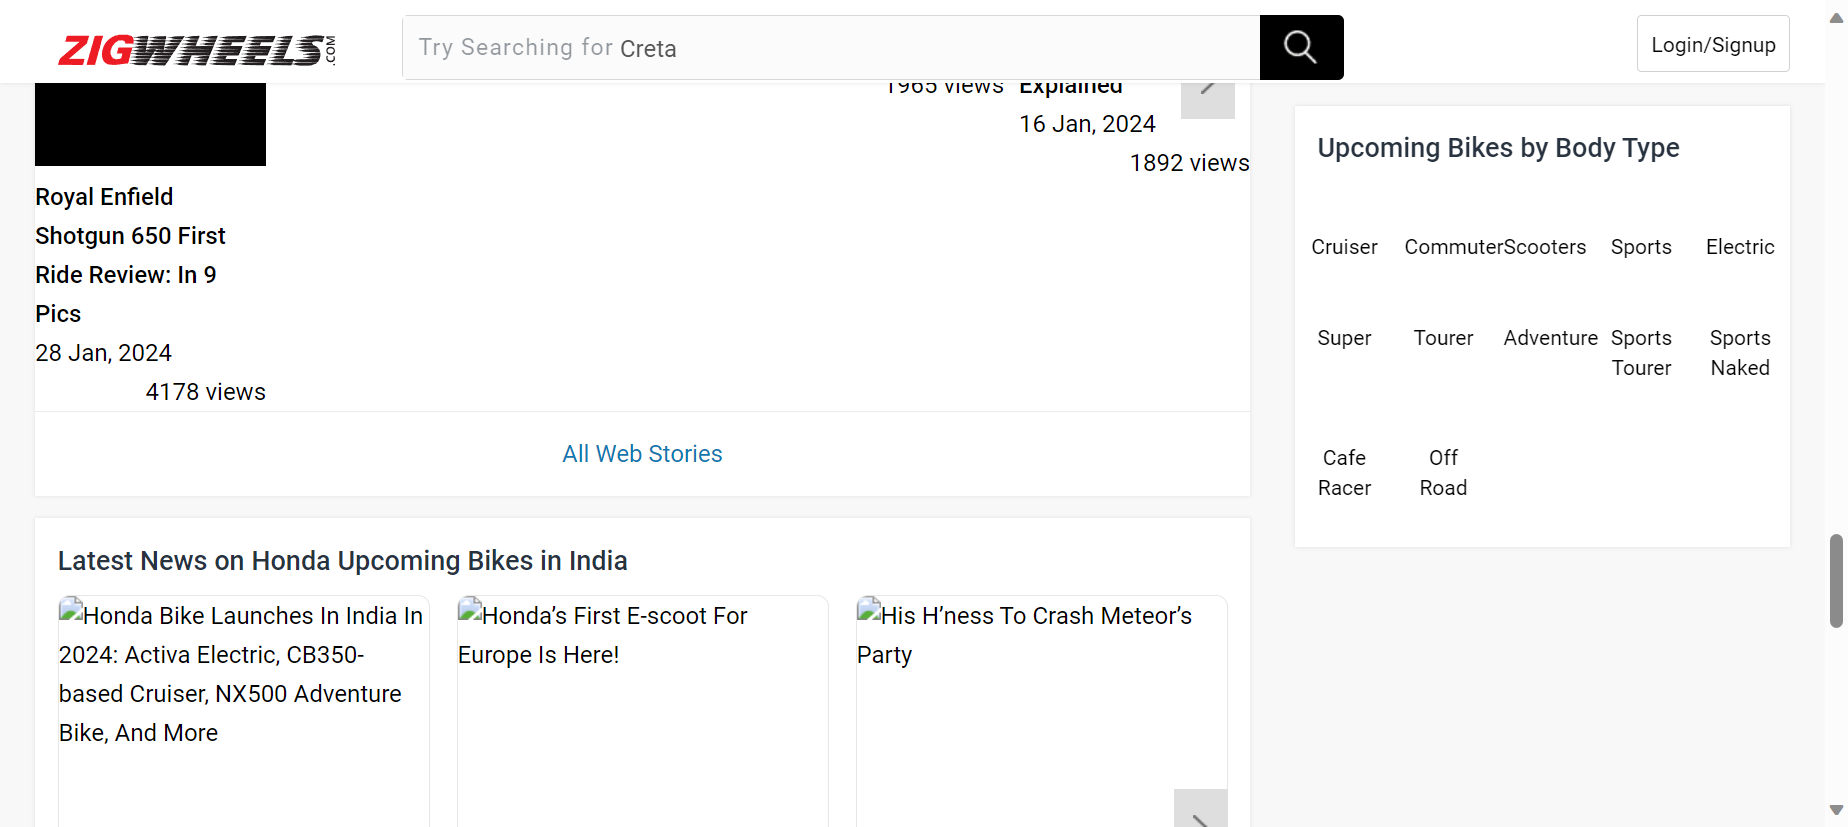 ZIGWHEELS.COM
Try Searching for Creta
Login/Signup
1965 views
Explained
16 Jan, 2024
1892 views
Royal Enfield
Shotgun 650 First
Ride Review: In 9
Pics
28 Jan, 2024
4178 views
All Web Stories
Latest News on Honda Upcoming Bikes in India
Honda Bike Launches In India In
2024: Activa Electric, CB350-
based Cruiser, NX500 Adventure
Bike, And More
Honda’s First E-scoot For
Europe Is Here!
His H’ness To Crash Meteor’s
Party
Upcoming Bikes by Body Type
Cruiser
Commuter
Scooters
Sports
Electric
Super
Tourer
Adventure
Sports
Tourer
Sports
Naked
Cafe
Racer
Off
Road